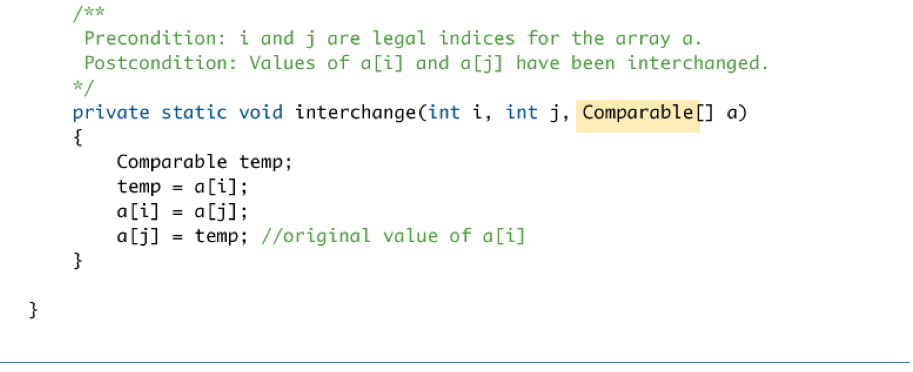 /**
Precondition: i and j are legal indices for the array a.
Postcondition: Values of a[i] and a[j] have been interchanged.
*/
private static void interchange(int i, int j, Comparable[] a)
{
Comparable temp;
temp = a[i];
a[i] = a[j];
a[j] = temp; //original value of a[i]
}
}